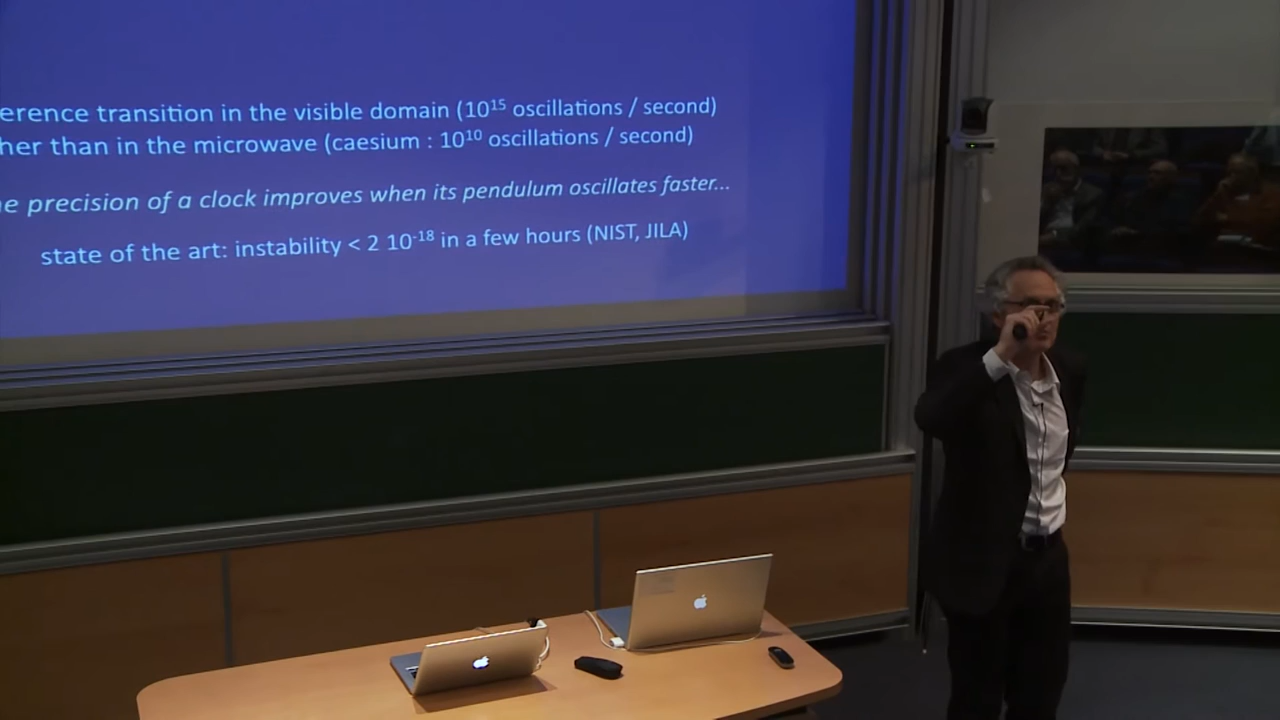 erence transition in the visible domain (10¹⁵ oscillations / second)
her than in the microwave (caesium : 10¹⁰ oscillations / second)
e precision of a clock improves when its pendulum oscillates faster...
state of the art: instability < 2 10⁻¹⁸ in a few hours (NIST, JILA)